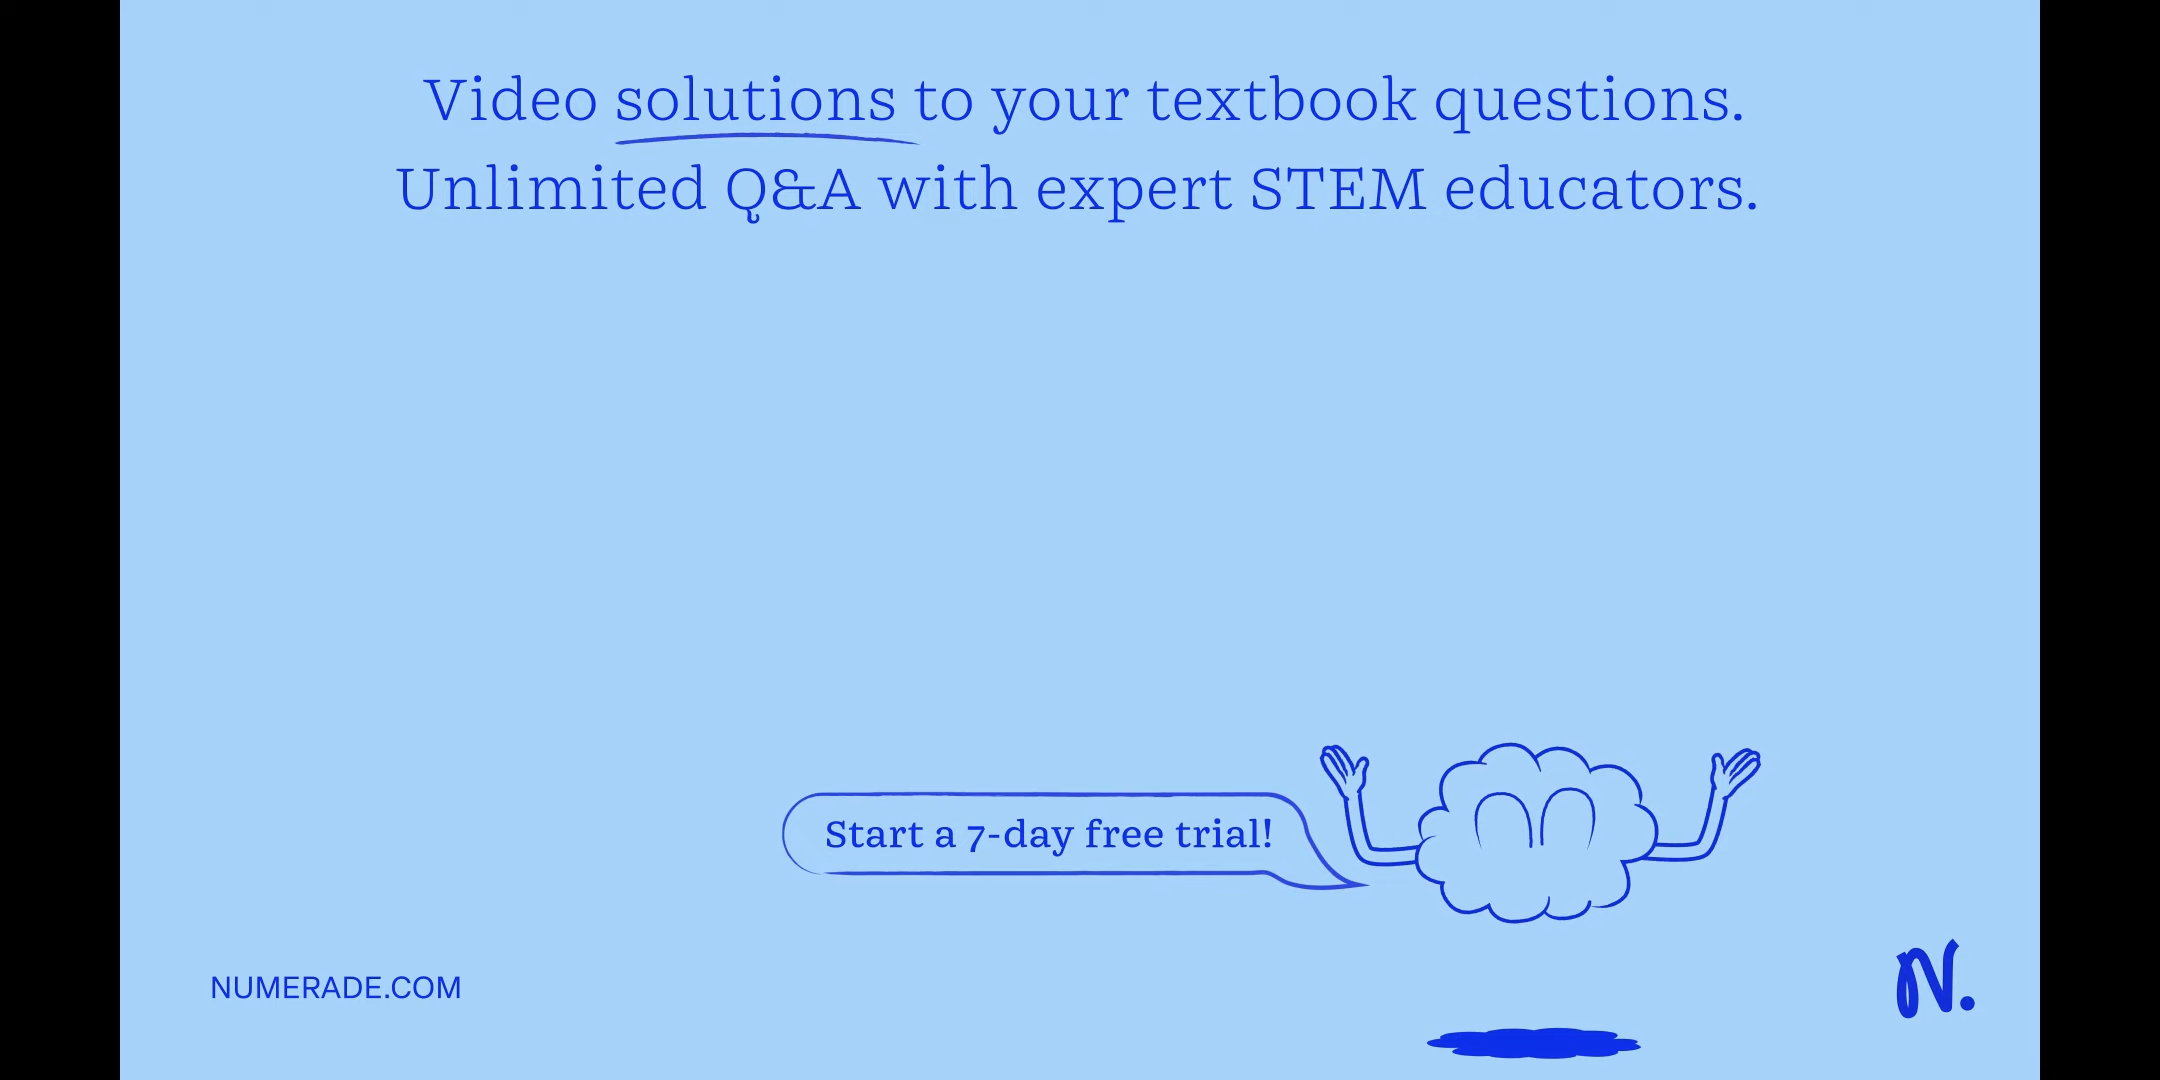 Video solutions to your textbook questions.
Unlimited Q&A with expert STEM educators.
Start a 7-day free trial!
NUMERADE.COM
N.